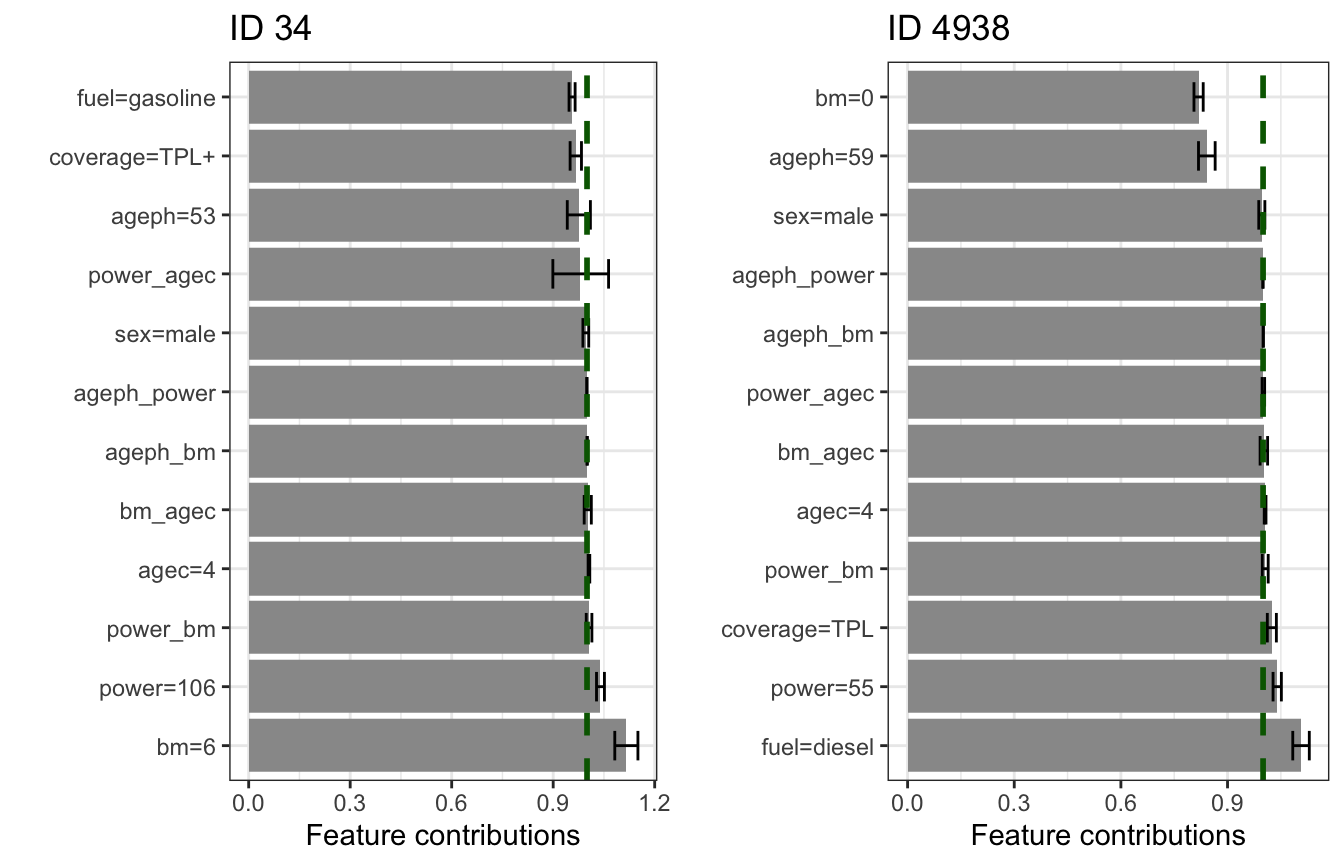 ID 34
fuel=gasoline
coverage=TPL+
ageph=53
power_agec
sex=male
ageph_power
ageph_bm
bm_agec
agec=4
power_bm
power=106
bm=6
0.0 0.3 0.6 0.9 1.2
Feature contributions
ID 4938
bm=0
ageph=59
sex=male
ageph_power
ageph_bm
power_agec
bm_agec
agec=4
power_bm
coverage=TPL
power=55
fuel=diesel
0.0 0.3 0.6 0.9
Feature contributions